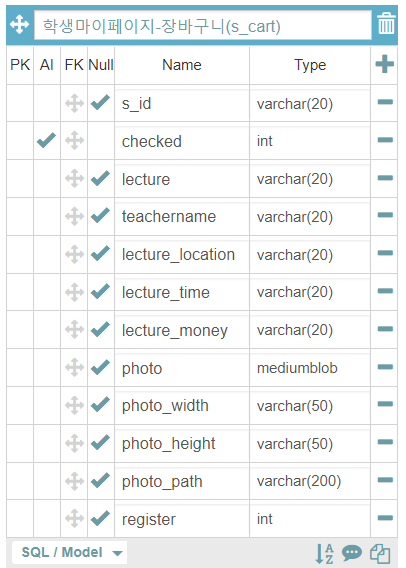 학생마이페이지-장바구니(s_cart)
PK AI FK Null Name Type
s_id varchar(20)
checked int
lecture varchar(20)
teachername varchar(20)
lecture_location varchar(20)
lecture_time varchar(20)
lecture_money varchar(20)
photo mediumblob
photo_width varchar(50)
photo_height varchar(50)
photo_path varchar(200)
register int
SQL / Model